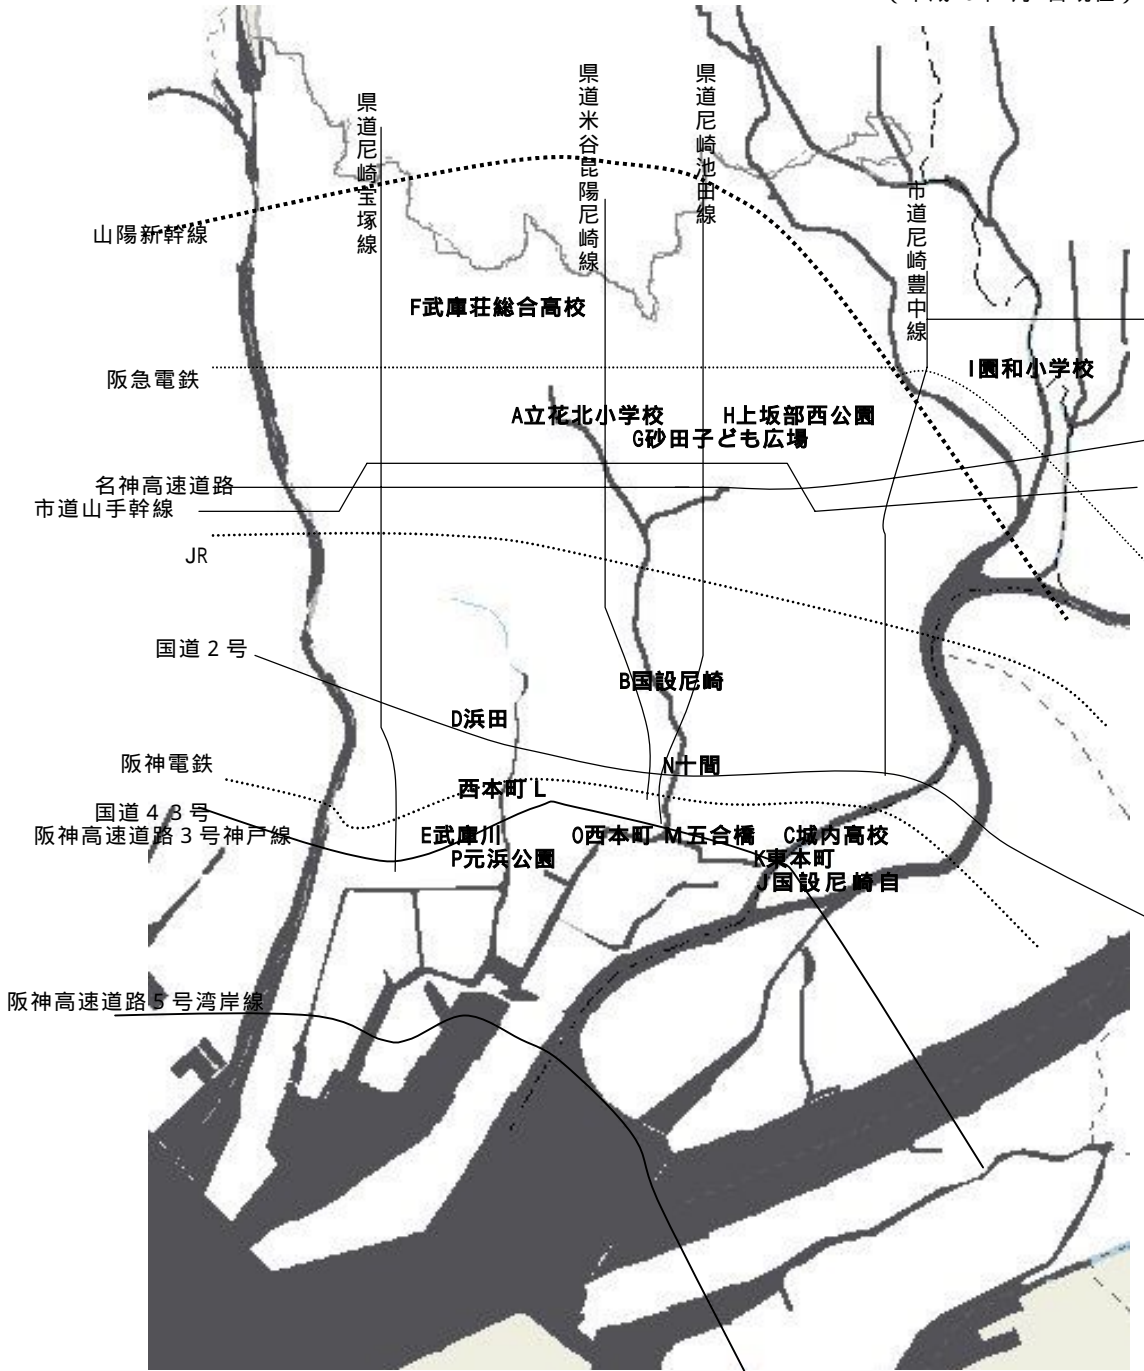 県道尼崎宝塚線
県道米谷昆陽尼崎線
県道尼崎池田線
市道尼崎豊中線
山陽新幹線
F武庫荘総合高校
阪急電鉄
I園和小学校
A立花北小学校
H上坂部西公園
G砂田子ども広場
名神高速道路
市道山手幹線
JR
国道2号
B国設尼崎
D浜田
阪神電鉄
N十間
西本町L
国道43号
阪神高速道路3号神戸線
E武庫川
O西本町
M五合橋
C城内高校
P元浜公園
K東本町
J国設尼崎自
阪神高速道路5号湾岸線